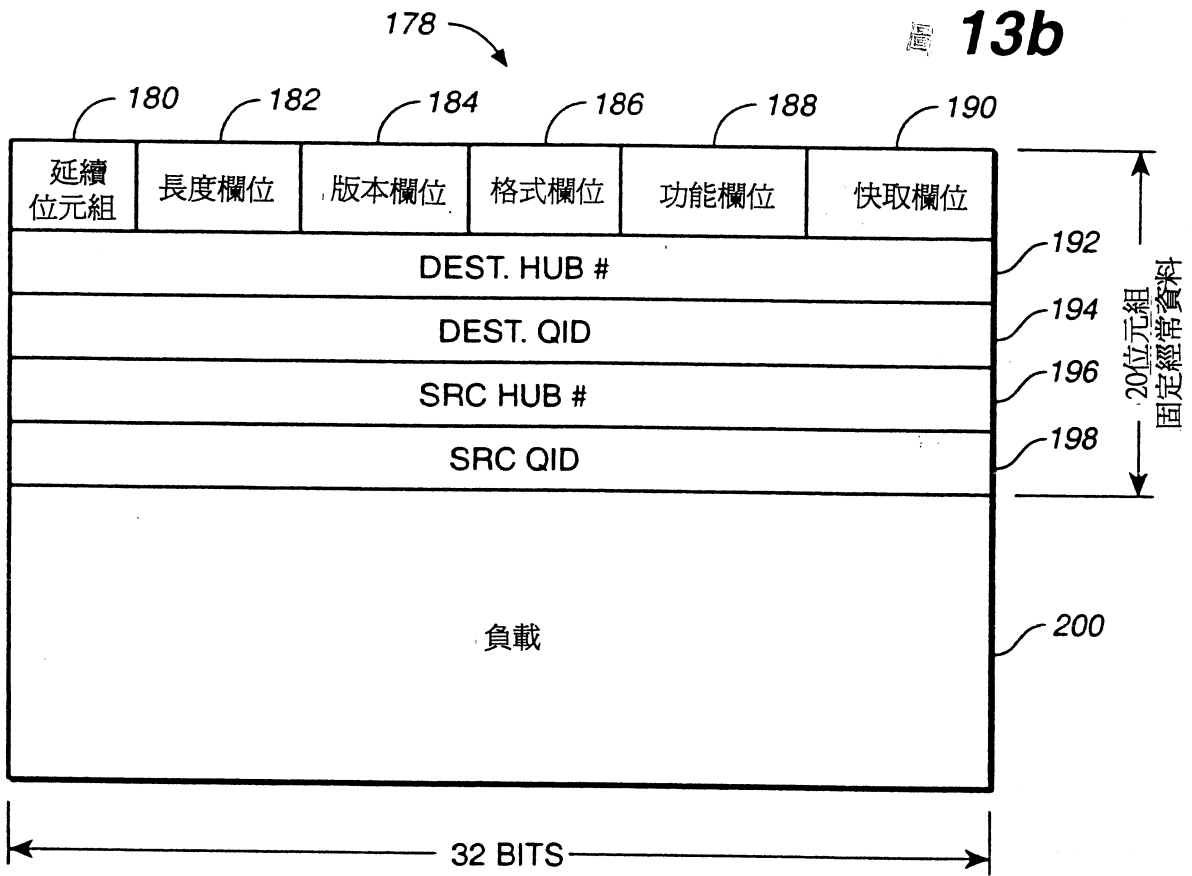 178
圖 13b
180
182
184
186
188
190
延續
位元組
長度欄位
版本欄位
格式欄位
功能欄位
快取欄位
DEST. HUB #
192
DEST. QID
194
SRC HUB #
196
SRC QID
198
20位元組
固定經常資料
負載
200
32 BITS